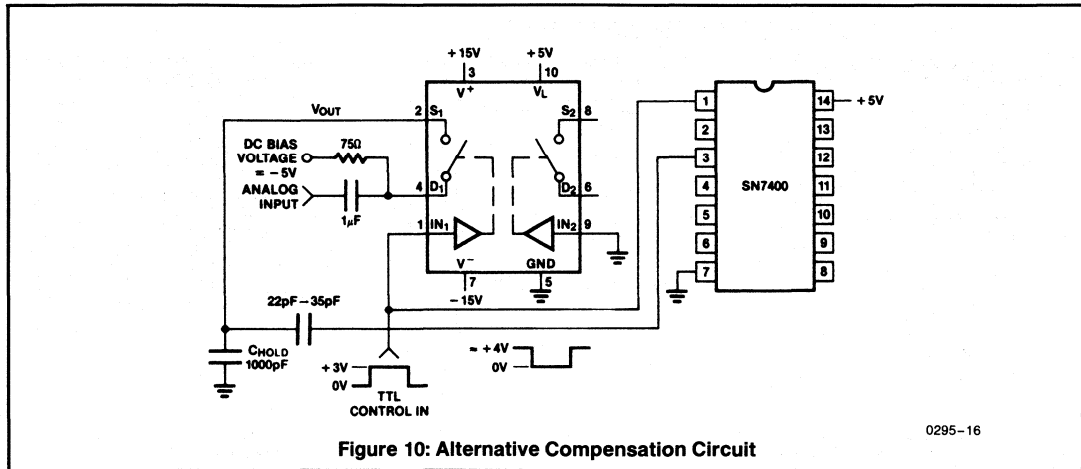 +15V
+5V
3
10
V+
VL
VOUT
2
S1
S2
8
DC BIAS
VOLTAGE
= −5V
75Ω
ANALOG
INPUT
1μF
4
D1
D2
6
1
IN1
IN2
9
V−
GND
7
5
−15V
22pF−35pF
CHOLD
1000pF
+3V
0V
TTL
CONTROL IN
≈ +4V
0V
SN7400
1
2
3
4
5
6
7
14
13
12
11
10
9
8
+5V
0295−16
Figure 10: Alternative Compensation Circuit